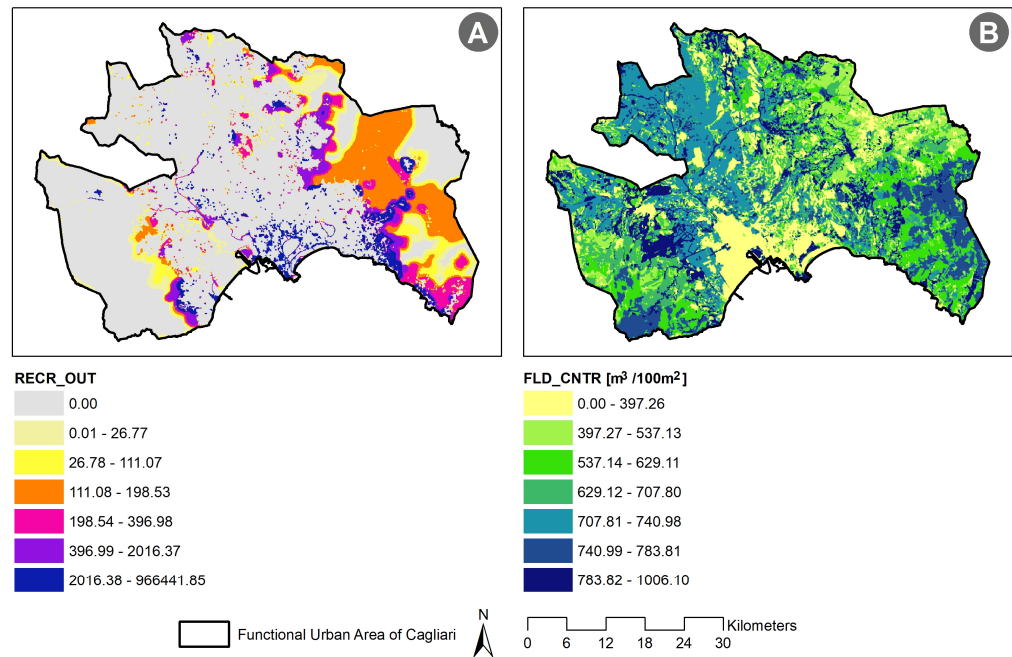 A
B
RECR_OUT
0.00
0.01 - 26.77
26.78 - 111.07
111.08 - 198.53
198.54 - 396.98
396.99 - 2016.37
2016.38 - 966441.85
FLD_CNTR [m³ /100m²]
0.00 - 397.26
397.27 - 537.13
537.14 - 629.11
629.12 - 707.80
707.81 - 740.98
740.99 - 783.81
783.82 - 1006.10
Functional Urban Area of Cagliari
N
Kilometers
0 6 12 18 24 30